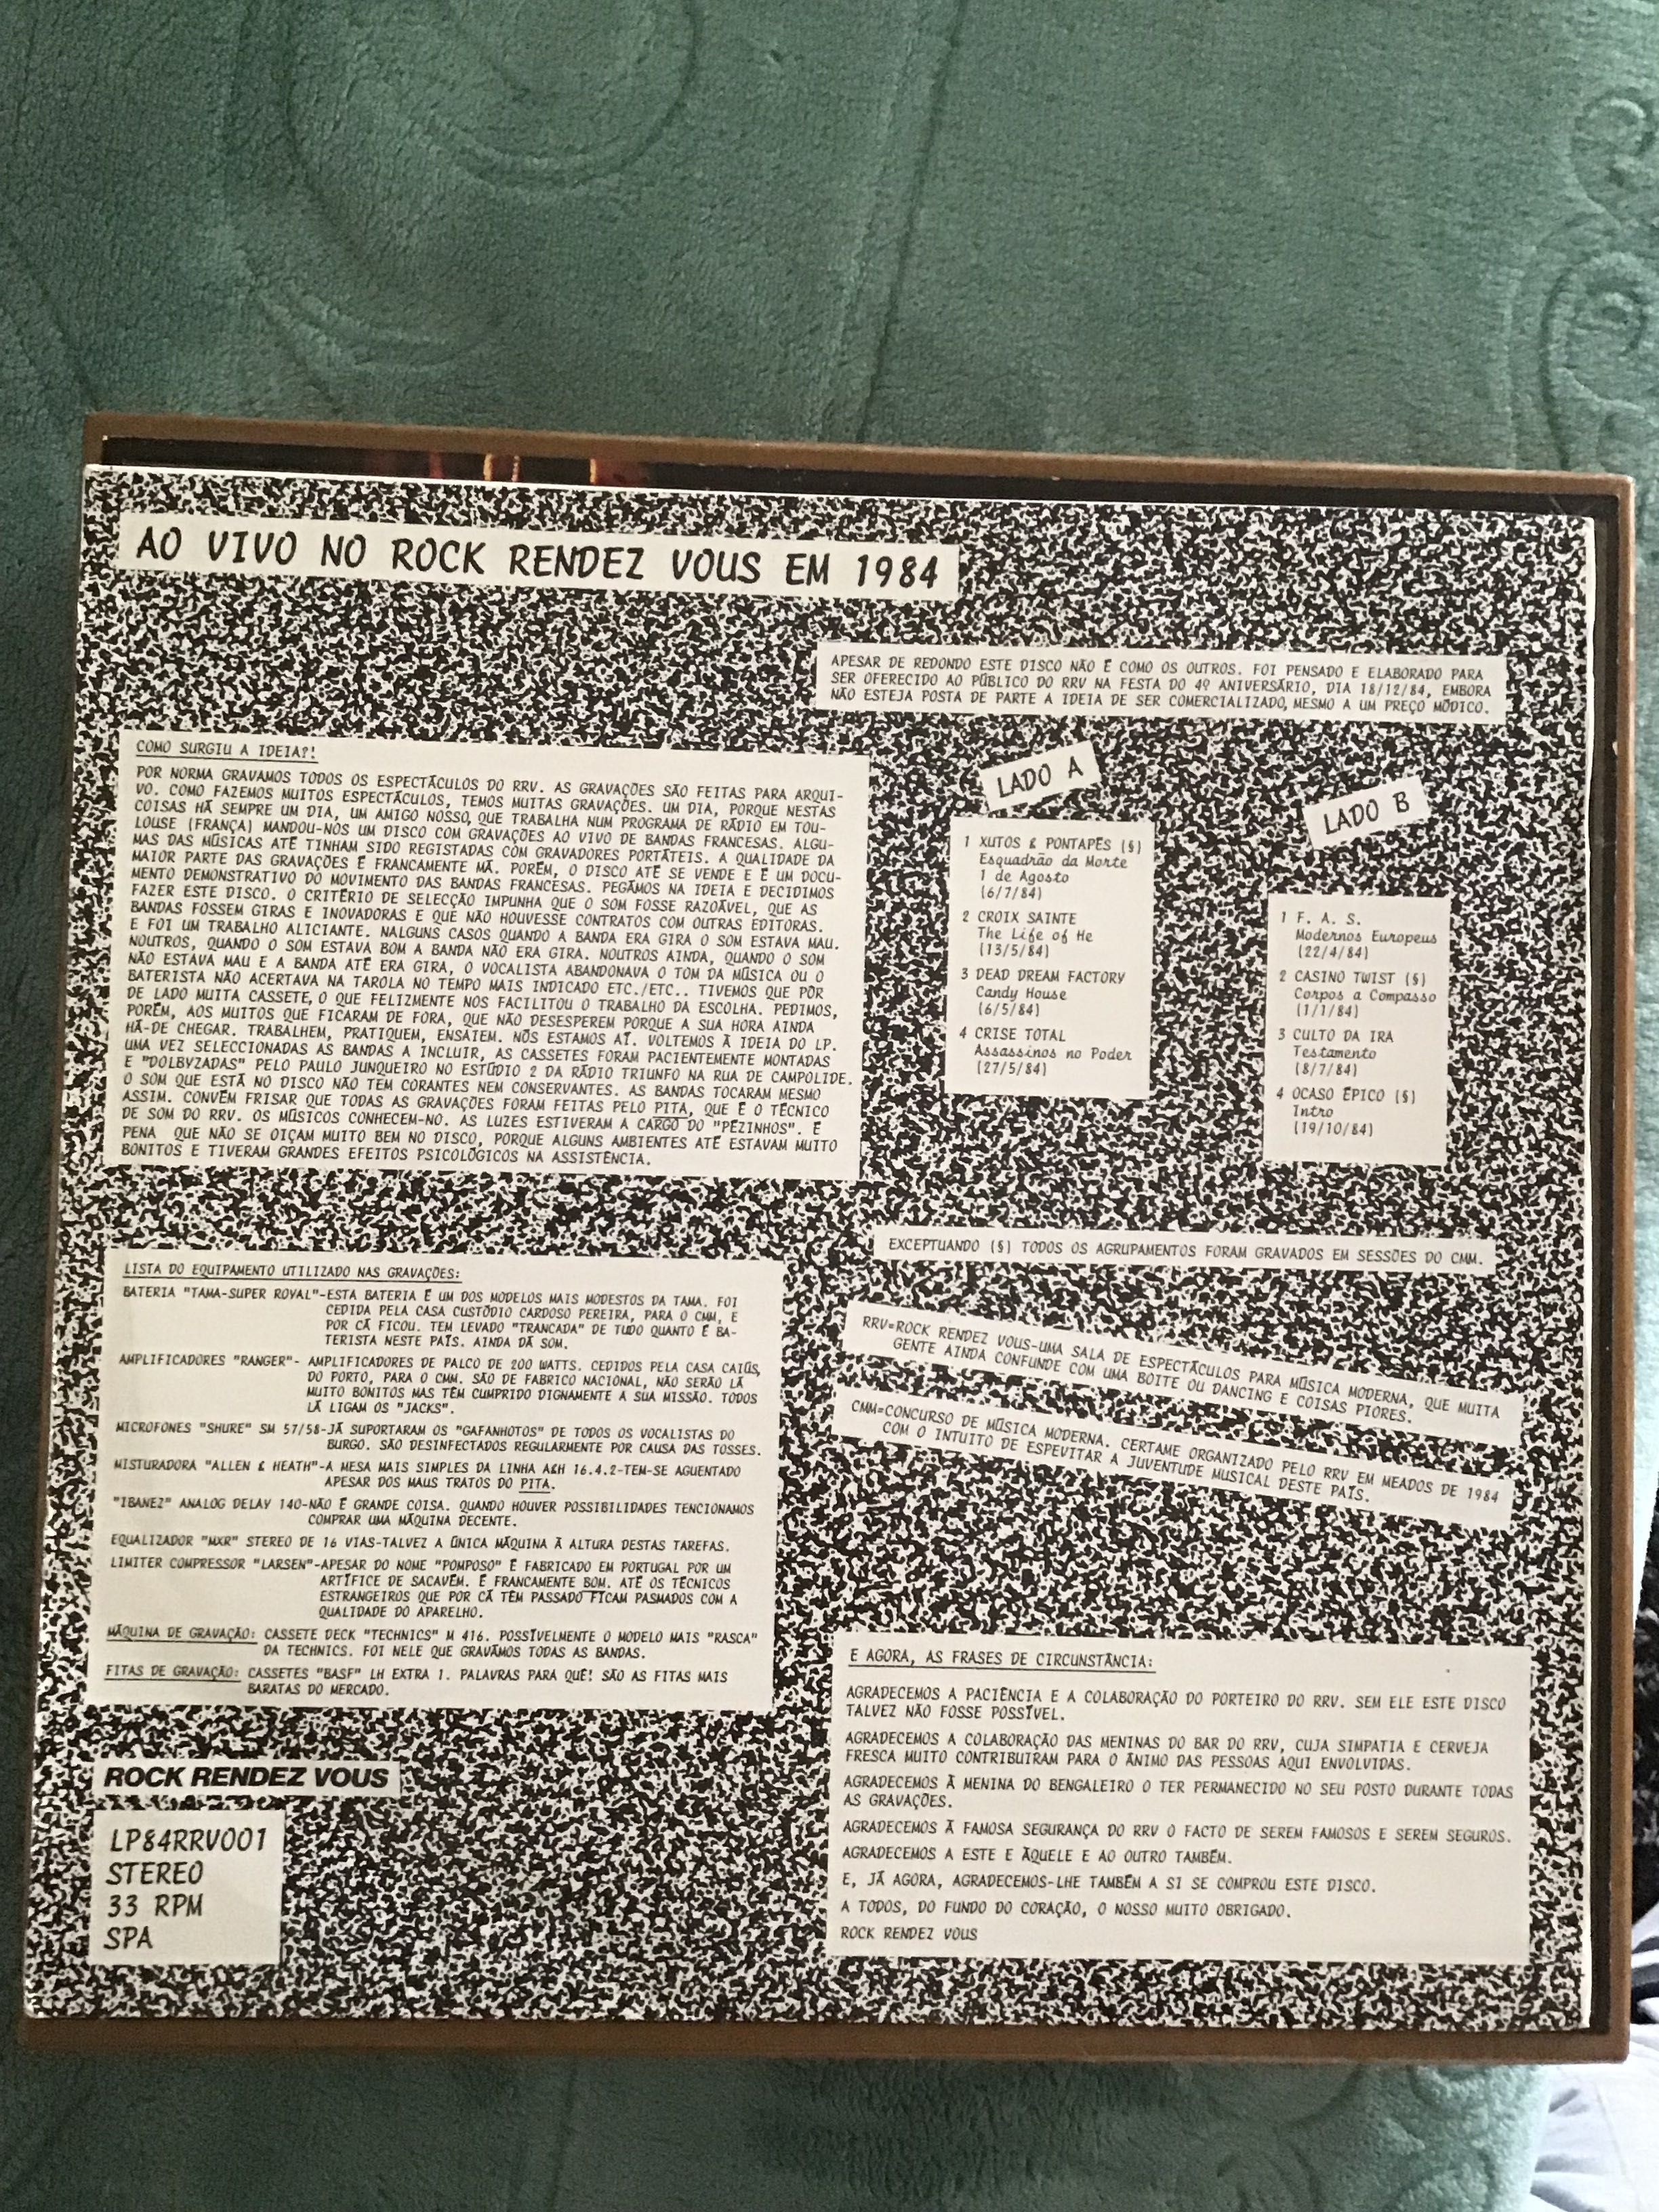 AO VIVO NO ROCK RENDEZ VOUS EM 1984
APESAR DE REDONDO ESTE DISCO NÃO É COMO OS OUTROS. FOI PENSADO E ELABORADO PARA
SER OFERECIDO AO PÚBLICO DO RRV NA FESTA DO 4º ANIVERSÁRIO, DIA 18/12/84, EMBORA
NÃO ESTEJA POSTA DE PARTE A IDEIA DE SER COMERCIALIZADO, MESMO A UM PREÇO MÓDICO.
COMO SURGIU A IDEIA?!
POR NORMA GRAVAMOS TODOS OS ESPECTÁCULOS DO RRV. AS GRAVAÇÕES SÃO FEITAS PARA ARQUI-
VO. COMO FAZEMOS MUITOS ESPECTÁCULOS, TEMOS MUITAS GRAVAÇÕES. UM DIA, PORQUE NESTAS
COISAS HÁ SEMPRE UM DIA, UM AMIGO NOSSO, QUE TRABALHA NUM PROGRAMA DE RÁDIO EM TOU-
LOUSE (FRANÇA) MANDOU-NOS UM DISCO COM GRAVAÇÕES AO VIVO DE BANDAS FRANCESAS. ALGU-
MAS DAS MÚSICAS ATÉ TINHAM SIDO REGISTADAS COM GRAVADORES PORTÁTEIS. A QUALIDADE DA
MAIOR PARTE DAS GRAVAÇÕES É FRANCAMENTE MÁ. PORÉM, O DISCO ATÉ SE VENDE E É UM DOCU-
MENTO DEMONSTRATIVO DO MOVIMENTO DAS BANDAS FRANCESAS. PEGÁMOS NA IDEIA E DECIDIMOS
FAZER ESTE DISCO. O CRITÉRIO DE SELECÇÃO IMPUNHA QUE O SOM FOSSE RAZOÁVEL, QUE AS
BANDAS FOSSEM GIRAS E INOVADORAS E QUE NÃO HOUVESSE CONTRATOS COM OUTRAS EDITORAS.
E FOI UM TRABALHO ALICIANTE. NALGUNS CASOS QUANDO A BANDA ERA GIRA O SOM ESTAVA MAU.
NOUTROS, QUANDO O SOM ESTAVA BOM A BANDA NÃO ERA GIRA. NOUTROS AINDA, QUANDO O SOM
NÃO ESTAVA MAU E A BANDA ATÉ ERA GIRA, O VOCALISTA ABANDONAVA O TOM DA MÚSICA OU O
BATERISTA NÃO ACERTAVA NA TAROLA NO TEMPO MAIS INDICADO ETC./ETC.. TIVEMOS QUE POR
DE LADO MUITA CASSETE, O QUE FELIZMENTE NOS FACILITOU O TRABALHO DA ESCOLHA. PEDIMOS,
PORÉM, AOS MUITOS QUE FICARAM DE FORA, QUE NÃO DESESPEREM PORQUE A SUA HORA AINDA
HÁ-DE CHEGAR. TRABALHEM, PRATIQUEM, ENSAIEM. NÓS ESTAMOS AÍ. VOLTEMOS À IDEIA DO LP.
UMA VEZ SELECCIONADAS AS BANDAS A INCLUIR, AS CASSETES FORAM PACIENTEMENTE MONTADAS
E "DOLBYZADAS" PELO PAULO JUNQUEIRO NO ESTÚDIO 2 DA RÁDIO TRIUNFO NA RUA DE CAMPOLIDE.
O SOM QUE ESTÁ NO DISCO NÃO TEM CORANTES NEM CONSERVANTES. AS BANDAS TOCARAM MESMO
ASSIM. CONVÉM FRISAR QUE TODAS AS GRAVAÇÕES FORAM FEITAS PELO PITA, QUE É O TÉCNICO
DE SOM DO RRV. OS MÚSICOS CONHECEM-NO. AS LUZES ESTIVERAM A CARGO DO "PÉZINHOS". É
PENA QUE NÃO SE OIÇAM MUITO BEM NO DISCO, PORQUE ALGUNS AMBIENTES ATÉ ESTAVAM MUITO
BONITOS E TIVERAM GRANDES EFEITOS PSICOLÓGICOS NA ASSISTÊNCIA.
LADO A
1 XUTOS & PONTAPÉS (§)
Esquadrão da Morte
1 de Agosto
(6/7/84)
2 CROIX SAINTE
The Life of He
(13/5/84)
3 DEAD DREAM FACTORY
Candy House
(6/5/84)
4 CRISE TOTAL
Assassinos no Poder
(27/5/84)
LADO B
1 F. A. S.
Modernos Europeus
(22/4/84)
2 CASINO TWIST (§)
Corpos a Compasso
(1/1/84)
3 CULTO DA IRA
Testamento
(8/7/84)
4 OCASO ÉPICO (§)
Intro
(19/10/84)
EXCEPTUANDO (§) TODOS OS AGRUPAMENTOS FORAM GRAVADOS EM SESSÕES DO CMM.
RRV=ROCK RENDEZ VOUS-UMA SALA DE ESPECTÁCULOS PARA MÚSICA MODERNA, QUE MUITA
GENTE AINDA CONFUNDE COM UMA BOITE OU DANCING E COISAS PIORES.
CMM=CONCURSO DE MÚSICA MODERNA. CERTAME ORGANIZADO PELO RRV EM MEADOS DE 1984
COM O INTUITO DE ESPEVITAR A JUVENTUDE MUSICAL DESTE PAÍS.
LISTA DO EQUIPAMENTO UTILIZADO NAS GRAVAÇÕES:
BATERIA "TAMA-SUPER ROYAL"-ESTA BATERIA É UM DOS MODELOS MAIS MODESTOS DA TAMA. FOI
CEDIDA PELA CASA CUSTÓDIO CARDOSO PEREIRA, PARA O CMM, E
POR CÁ FICOU. TEM LEVADO "TRANCADA" DE TUDO QUANTO É BA-
TERISTA NESTE PAÍS. AINDA DÁ SOM.
AMPLIFICADORES "RANGER"- AMPLIFICADORES DE PALCO DE 200 WATTS. CEDIDOS PELA CASA CAIÚS,
DO PORTO, PARA O CMM. SÃO DE FABRICO NACIONAL, NÃO SERÃO LÁ
MUITO BONITOS MAS TÊM CUMPRIDO DIGNAMENTE A SUA MISSÃO. TODOS
LÁ LIGAM OS "JACKS".
MICROFONES "SHURE" SM 57/58-JÁ SUPORTARAM OS "GAFANHOTOS" DE TODOS OS VOCALISTAS DO
BURGO. SÃO DESINFECTADOS REGULARMENTE POR CAUSA DAS TOSSES.
MISTURADORA "ALLEN & HEATH"-A MESA MAIS SIMPLES DA LINHA A&H 16.4.2-TEM-SE AGUENTADO
APESAR DOS MAUS TRATOS DO PITA.
"IBANEZ" ANALOG DELAY 140-NÃO É GRANDE COISA. QUANDO HOUVER POSSIBILIDADES TENCIONAMOS
COMPRAR UMA MÁQUINA DECENTE.
EQUALIZADOR "MXR" STEREO DE 16 VIAS-TALVEZ A ÚNICA MÁQUINA À ALTURA DESTAS TAREFAS.
LIMITER COMPRESSOR "LARSEN"-APESAR DO NOME "POMPOSO" É FABRICADO EM PORTUGAL POR UM
ARTÍFICE DE SACAVÉM. É FRANCAMENTE BOM. ATÉ OS TÉCNICOS
ESTRANGEIROS QUE POR CÁ TÊM PASSADO FICAM PASMADOS COM A
QUALIDADE DO APARELHO.
MÁQUINA DE GRAVAÇÃO: CASSETE DECK "TECHNICS" M 416. POSSÍVELMENTE O MODELO MAIS "RASCA"
DA TECHNICS. FOI NELE QUE GRAVÁMOS TODAS AS BANDAS.
FITAS DE GRAVAÇÃO: CASSETES "BASF" LH EXTRA 1. PALAVRAS PARA QUÊ! SÃO AS FITAS MAIS
BARATAS DO MERCADO.
E AGORA, AS FRASES DE CIRCUNSTÂNCIA:
AGRADECEMOS A PACIÊNCIA E A COLABORAÇÃO DO PORTEIRO DO RRV. SEM ELE ESTE DISCO
TALVEZ NÃO FOSSE POSSÍVEL.
AGRADECEMOS A COLABORAÇÃO DAS MENINAS DO BAR DO RRV, CUJA SIMPATIA E CERVEJA
FRESCA MUITO CONTRIBUIRAM PARA O ÂNIMO DAS PESSOAS AQUI ENVOLVIDAS.
AGRADECEMOS À MENINA DO BENGALEIRO O TER PERMANECIDO NO SEU POSTO DURANTE TODAS
AS GRAVAÇÕES.
AGRADECEMOS À FAMOSA SEGURANÇA DO RRV O FACTO DE SEREM FAMOSOS E SEREM SEGUROS.
AGRADECEMOS A ESTE E ÀQUELE E AO OUTRO TAMBÉM.
E, JÁ AGORA, AGRADECEMOS-LHE TAMBÉM A SI SE COMPROU ESTE DISCO.
A TODOS, DO FUNDO DO CORAÇÃO, O NOSSO MUITO OBRIGADO.
ROCK RENDEZ VOUS
ROCK RENDEZ VOUS
LP84RRV001
STEREO
33 RPM
SPA